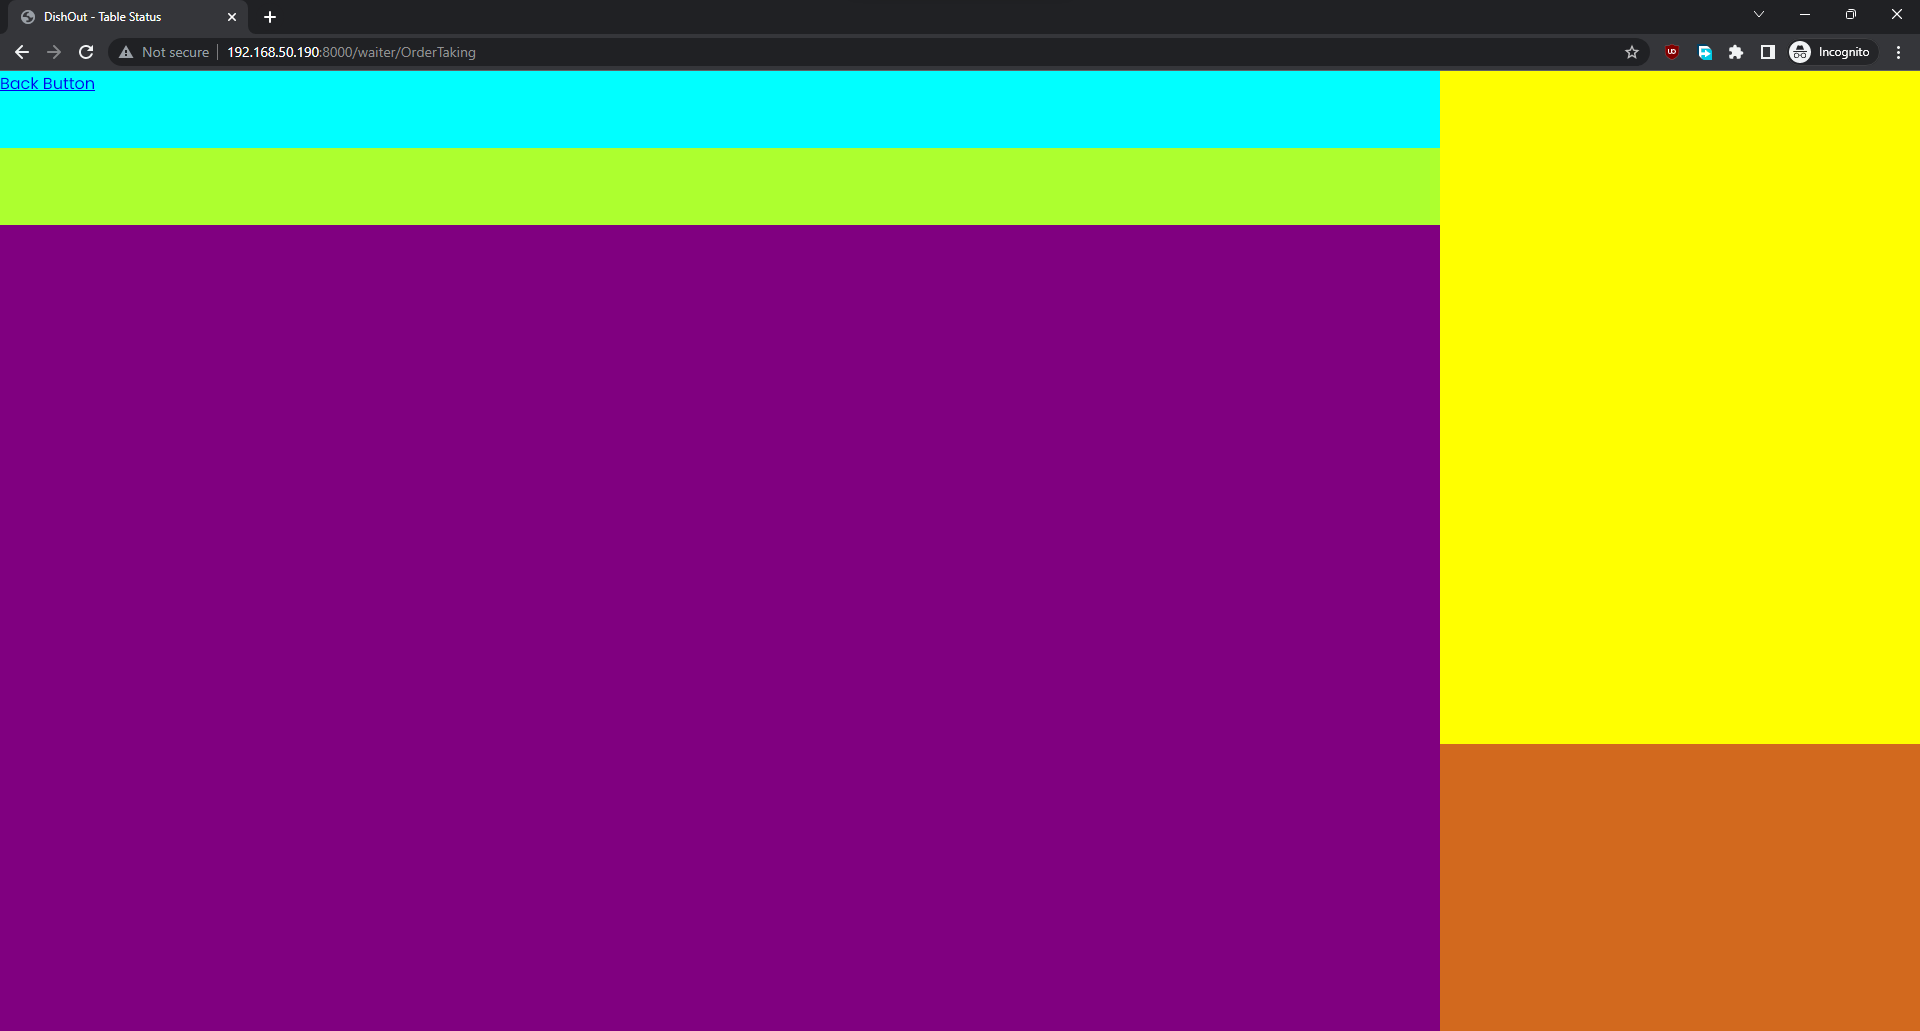 DishOut - Table Status
Not secure
192.168.50.190:8000/waiter/OrderTaking
Incognito
Back Button